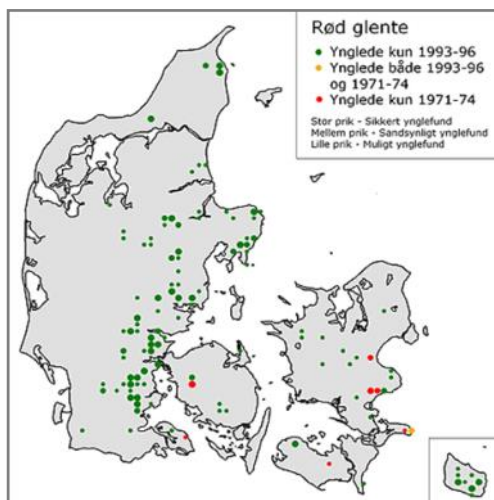 Rød glente
Ynglede kun 1993-96
Ynglede både 1993-96
og 1971-74
Ynglede kun 1971-74
Stor prik - Sikkert ynglefund
Mellem prik - Sandsynligt ynglefund
Lille prik - Muligt ynglefund